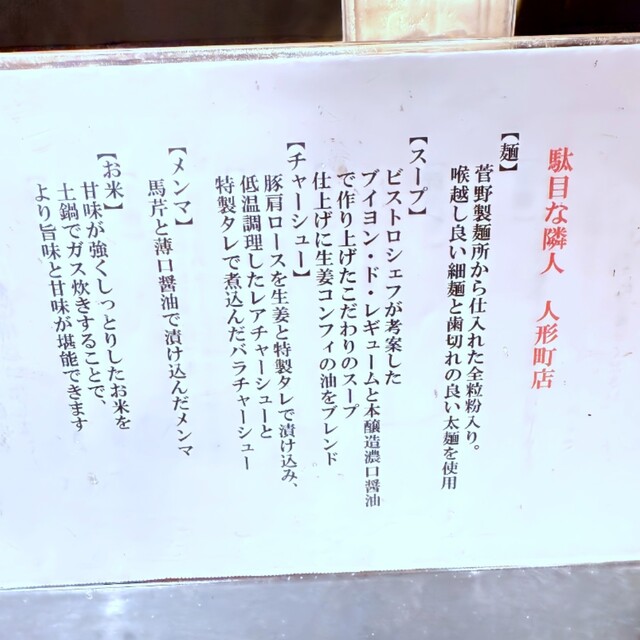 駄目な隣人 人形町店
【麺】
菅野製麺所から仕入れた全粒粉入り。
喉越し良い細麺と歯切れの良い太麺を使用
【スープ】
ビストロシェフが考案した
ブイヨン・ド・レギュームと本醸造濃口醤油
で作り上げたこだわりのスープ
仕上げに生姜コンフィの油をブレンド
【チャーシュー】
豚肩ロースを生姜と特製タレで漬け込み、
低温調理したレアチャーシューと
特製タレで煮込んだバラチャーシュー
【メンマ】
馬芹と薄口醤油で漬け込んだメンマ
【お米】
甘味が強くしっとりしたお米を
土鍋でガス炊きすることで、
より旨味と甘味が堪能できます